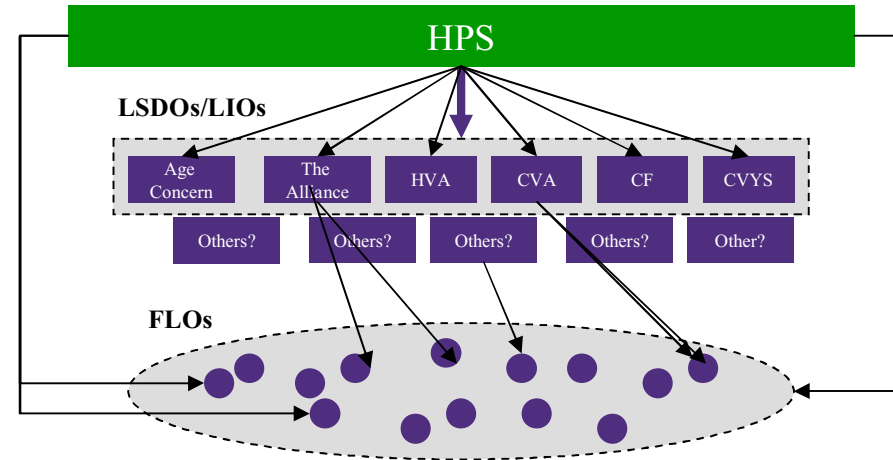 HPS
LSDOs/LIOs
Age
Concern
The
Alliance
HVA
CVA
CF
CVYS
Others?
Others?
Others?
Others?
Other?
FLOs